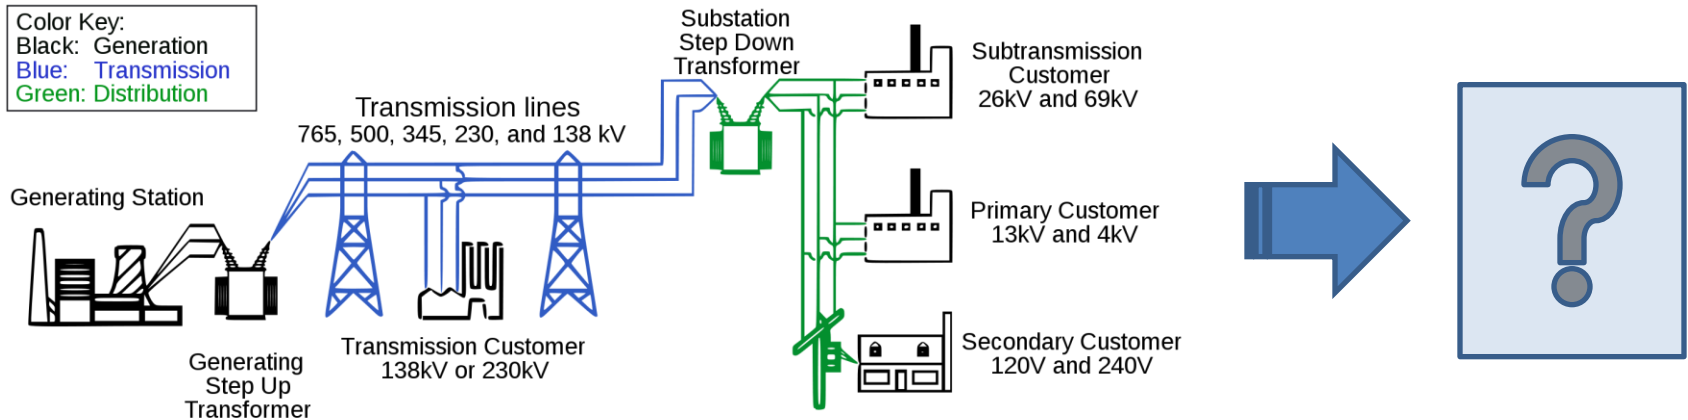 Color Key:
Black: Generation
Blue: Transmission
Green: Distribution
Substation
Step Down
Transformer
Subtransmission
Customer
26kV and 69kV
Transmission lines
765, 500, 345, 230, and 138 kV
Generating Station
Primary Customer
13kV and 4kV
Transmission Customer
138kV or 230kV
Secondary Customer
120V and 240V
Generating
Step Up
Transformer
?